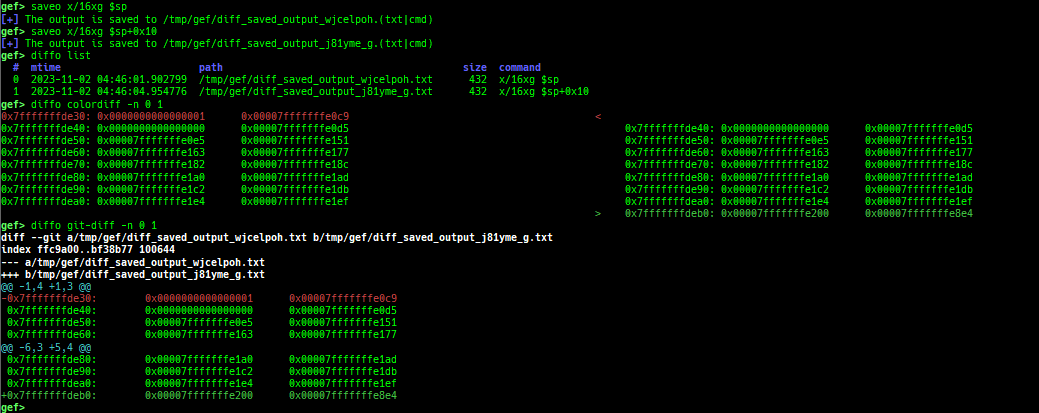 gef> saveo x/16xg $sp
[+] The output is saved to /tmp/gef/diff_saved_output_wjcelpoh.(txt|cmd)
gef> saveo x/16xg $sp+0x10
[+] The output is saved to /tmp/gef/diff_saved_output_j81yme_g.(txt|cmd)
gef> diffo list
# mtime path size command
0 2023-11-02 04:46:01.902799 /tmp/gef/diff_saved_output_wjcelpoh.txt 432 x/16xg $sp
1 2023-11-02 04:46:04.954776 /tmp/gef/diff_saved_output_j81yme_g.txt 432 x/16xg $sp+0x10
gef> diffo colordiff -n 0 1
0x7fffffffde30: 0x0000000000000001 0x00007fffffffe0c9 <
0x7fffffffde40: 0x0000000000000000 0x00007fffffffe0d5 0x7fffffffde40: 0x0000000000000000 0x00007fffffffe0d5
0x7fffffffde50: 0x00007fffffffe0e5 0x00007fffffffe151 0x7fffffffde50: 0x00007fffffffe0e5 0x00007fffffffe151
0x7fffffffde60: 0x00007fffffffe163 0x00007fffffffe177 0x7fffffffde60: 0x00007fffffffe163 0x00007fffffffe177
0x7fffffffde70: 0x00007fffffffe182 0x00007fffffffe18c 0x7fffffffde70: 0x00007fffffffe182 0x00007fffffffe18c
0x7fffffffde80: 0x00007fffffffe1a0 0x00007fffffffe1ad 0x7fffffffde80: 0x00007fffffffe1a0 0x00007fffffffe1ad
0x7fffffffde90: 0x00007fffffffe1c2 0x00007fffffffe1db 0x7fffffffde90: 0x00007fffffffe1c2 0x00007fffffffe1db
0x7fffffffdea0: 0x00007fffffffe1e4 0x00007fffffffe1ef 0x7fffffffdea0: 0x00007fffffffe1e4 0x00007fffffffe1ef
> 0x7fffffffdeb0: 0x00007fffffffe200 0x00007fffffffe8e4
gef> diffo git-diff -n 0 1
diff --git a/tmp/gef/diff_saved_output_wjcelpoh.txt b/tmp/gef/diff_saved_output_j81yme_g.txt
index ffc9a00..bf38b77 100644
--- a/tmp/gef/diff_saved_output_wjcelpoh.txt
+++ b/tmp/gef/diff_saved_output_j81yme_g.txt
@@ -1,4 +1,3 @@
-0x7fffffffde30: 0x0000000000000001 0x00007fffffffe0c9
0x7fffffffde40: 0x0000000000000000 0x00007fffffffe0d5
0x7fffffffde50: 0x00007fffffffe0e5 0x00007fffffffe151
0x7fffffffde60: 0x00007fffffffe163 0x00007fffffffe177
@@ -6,3 +5,4 @@
0x7fffffffde80: 0x00007fffffffe1a0 0x00007fffffffe1ad
0x7fffffffde90: 0x00007fffffffe1c2 0x00007fffffffe1db
0x7fffffffdea0: 0x00007fffffffe1e4 0x00007fffffffe1ef
+0x7fffffffdeb0: 0x00007fffffffe200 0x00007fffffffe8e4
gef>